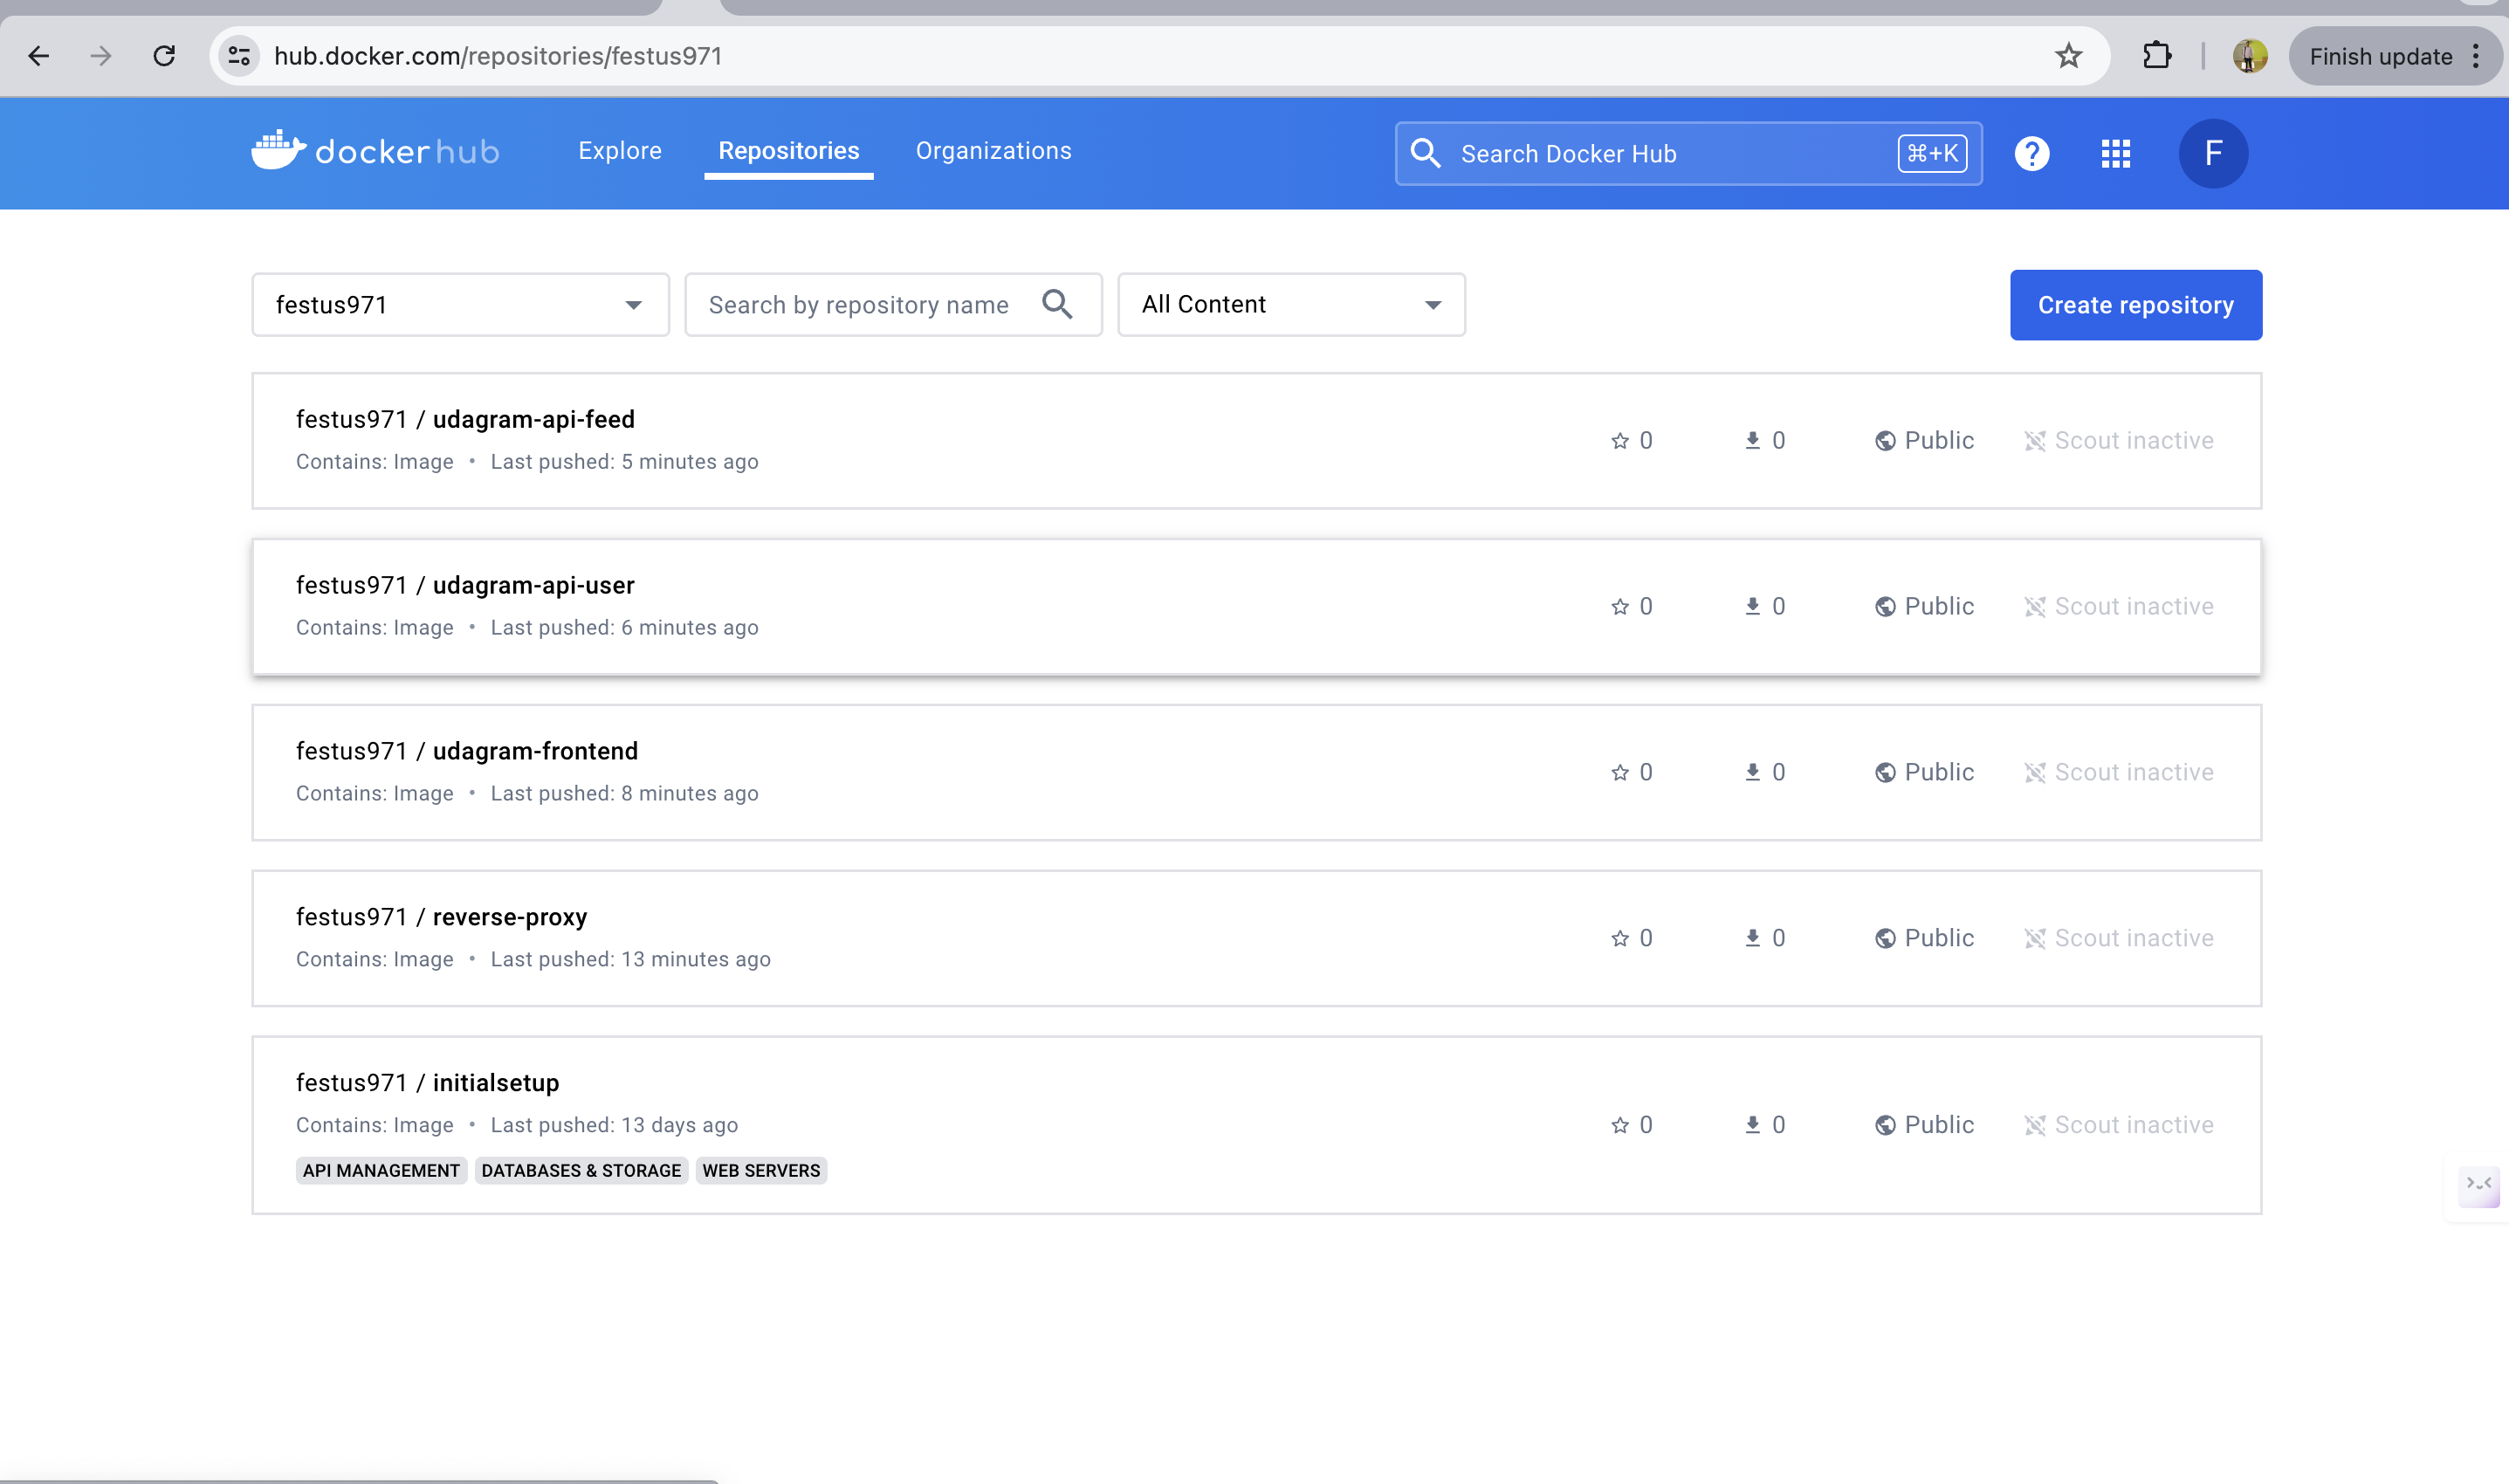 hub.docker.com/repositories/festus971
Finish update
docker hub
Explore
Repositories
Organizations
Search Docker Hub
⌘+K
?
F
festus971
Search by repository name
All Content
Create repository
festus971 / udagram-api-feed
Contains: Image • Last pushed: 5 minutes ago
0
0
Public
Scout inactive
festus971 / udagram-api-user
Contains: Image • Last pushed: 6 minutes ago
0
0
Public
Scout inactive
festus971 / udagram-frontend
Contains: Image • Last pushed: 8 minutes ago
0
0
Public
Scout inactive
festus971 / reverse-proxy
Contains: Image • Last pushed: 13 minutes ago
0
0
Public
Scout inactive
festus971 / initialsetup
Contains: Image • Last pushed: 13 days ago
0
0
Public
Scout inactive
API MANAGEMENT
DATABASES & STORAGE
WEB SERVERS